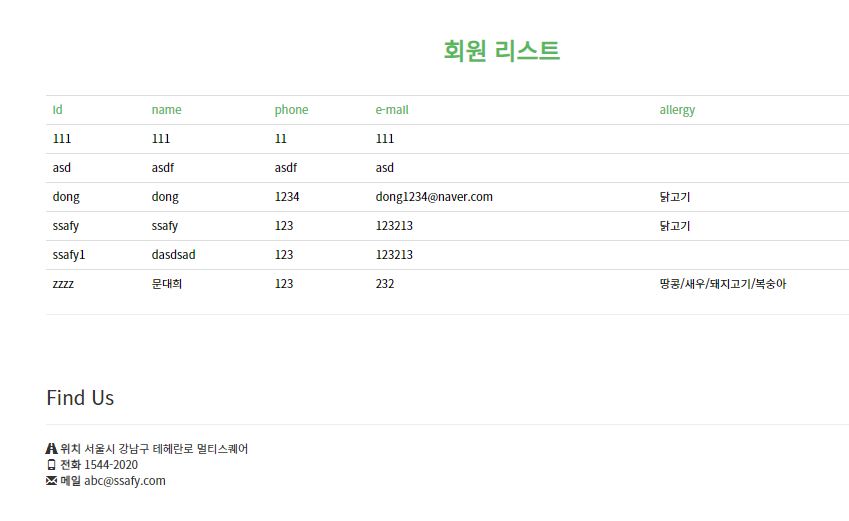 회원 리스트
id name phone e-mail allergy
111 111 11 111
asd asdf asdf asd
dong dong 1234 dong1234@naver.com 닭고기
ssafy ssafy 123 123213 닭고기
ssafy1 dasdsad 123 123213
zzzz 문대희 123 232 땅콩/새우/돼지고기/복숭아
Find Us
위치 서울시 강남구 테헤란로 멀티스퀘어
전화 1544-2020
메일 abc@ssafy.com